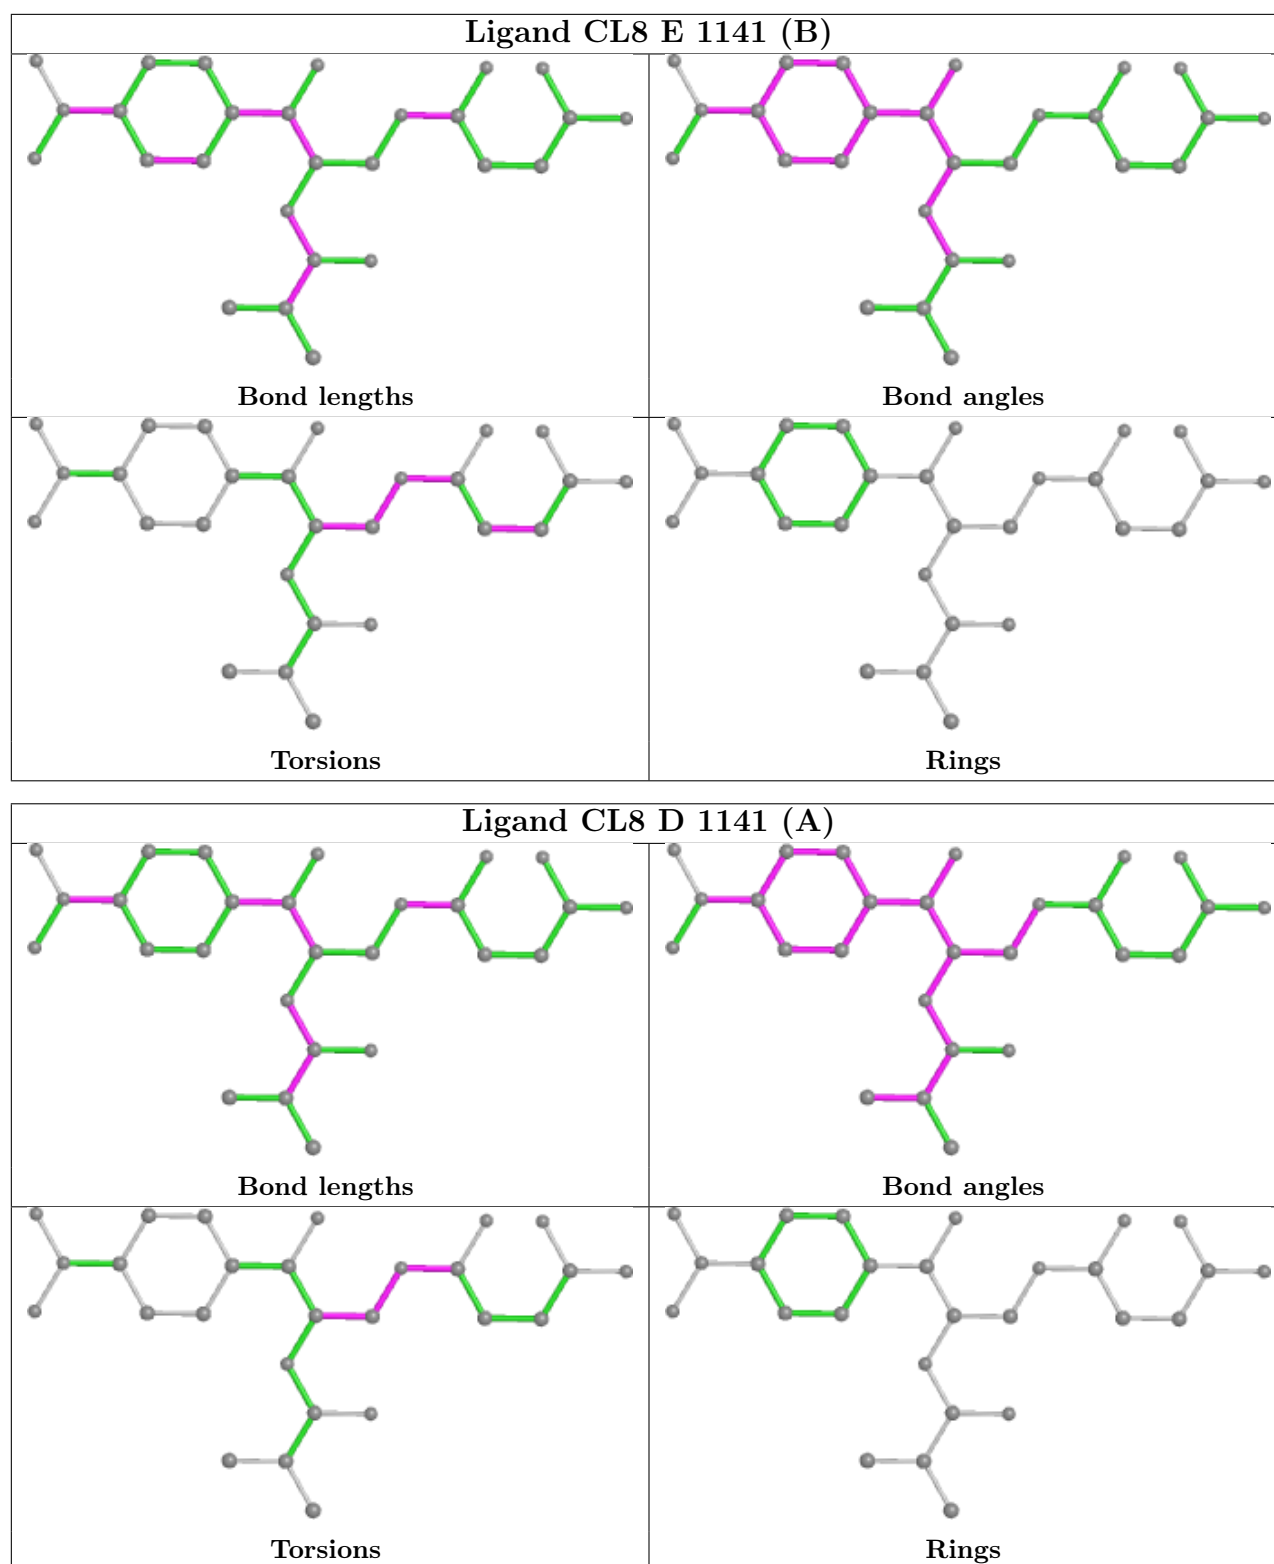 Ligand CL8 E 1141 (B)
Bond lengths
Bond angles
Torsions
Rings
Ligand CL8 D 1141 (A)
Bond lengths
Bond angles
Torsions
Rings